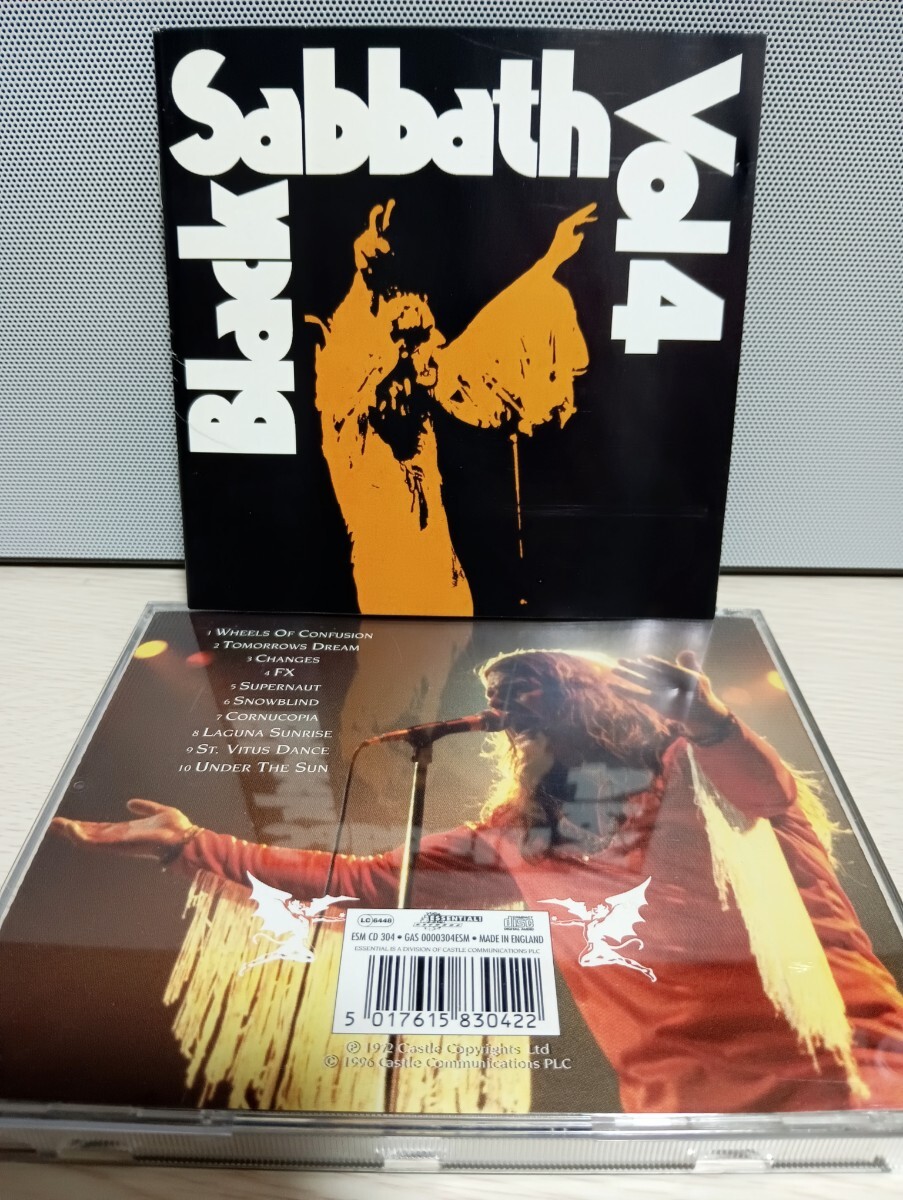 Black
Sabbath
Vol 4
1 WHEELS OF CONFUSION
2 TOMORROWS DREAM
3 CHANGES
4 FX
5 SUPERNAUT
6 SNOWBLIND
7 CORNUCOPIA
8 LAGUNA SUNRISE
9 ST. VITUS DANCE
10 UNDER THE SUN
LC 6448
ESSENTIAL!
ESM CD 304 • GAS 0000304ESM • MADE IN ENGLAND
ESSENTIAL IS A DIVISION OF CASTLE COMMUNICATIONS PLC
5 017615 830422
℗ 1972 Castle Copyrights Ltd
© 1996 Castle Communications PLC